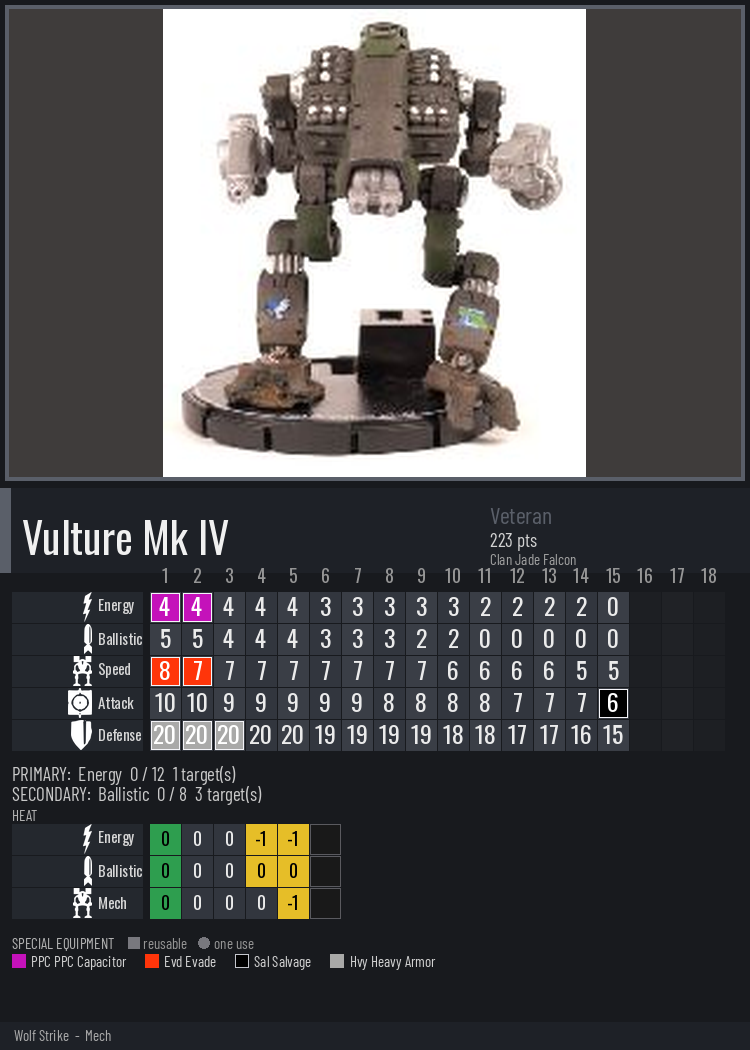 Vulture Mk IV
Veteran
223 pts
Clan Jade Falcon
1 2 3 4 5 6 7 8 9 10 11 12 13 14 15 16 17 18
Energy 4 4 4 4 4 3 3 3 3 3 2 2 2 2 0
Ballistic 5 5 4 4 4 3 3 3 2 2 0 0 0 0 0
Speed 8 7 7 7 7 7 7 7 7 6 6 6 6 5 5
Attack 10 10 9 9 9 9 9 8 8 8 8 7 7 7 6
Defense 20 20 20 20 20 19 19 19 19 18 18 17 17 16 15
PRIMARY: Energy 0 / 12 1 target(s)
SECONDARY: Ballistic 0 / 8 3 target(s)
HEAT
Energy 0 0 0 -1 -1
Ballistic 0 0 0 0 0
Mech 0 0 0 0 -1
SPECIAL EQUIPMENT reusable one use
PPC PPC Capacitor Evd Evade Sal Salvage Hvy Heavy Armor
Wolf Strike - Mech